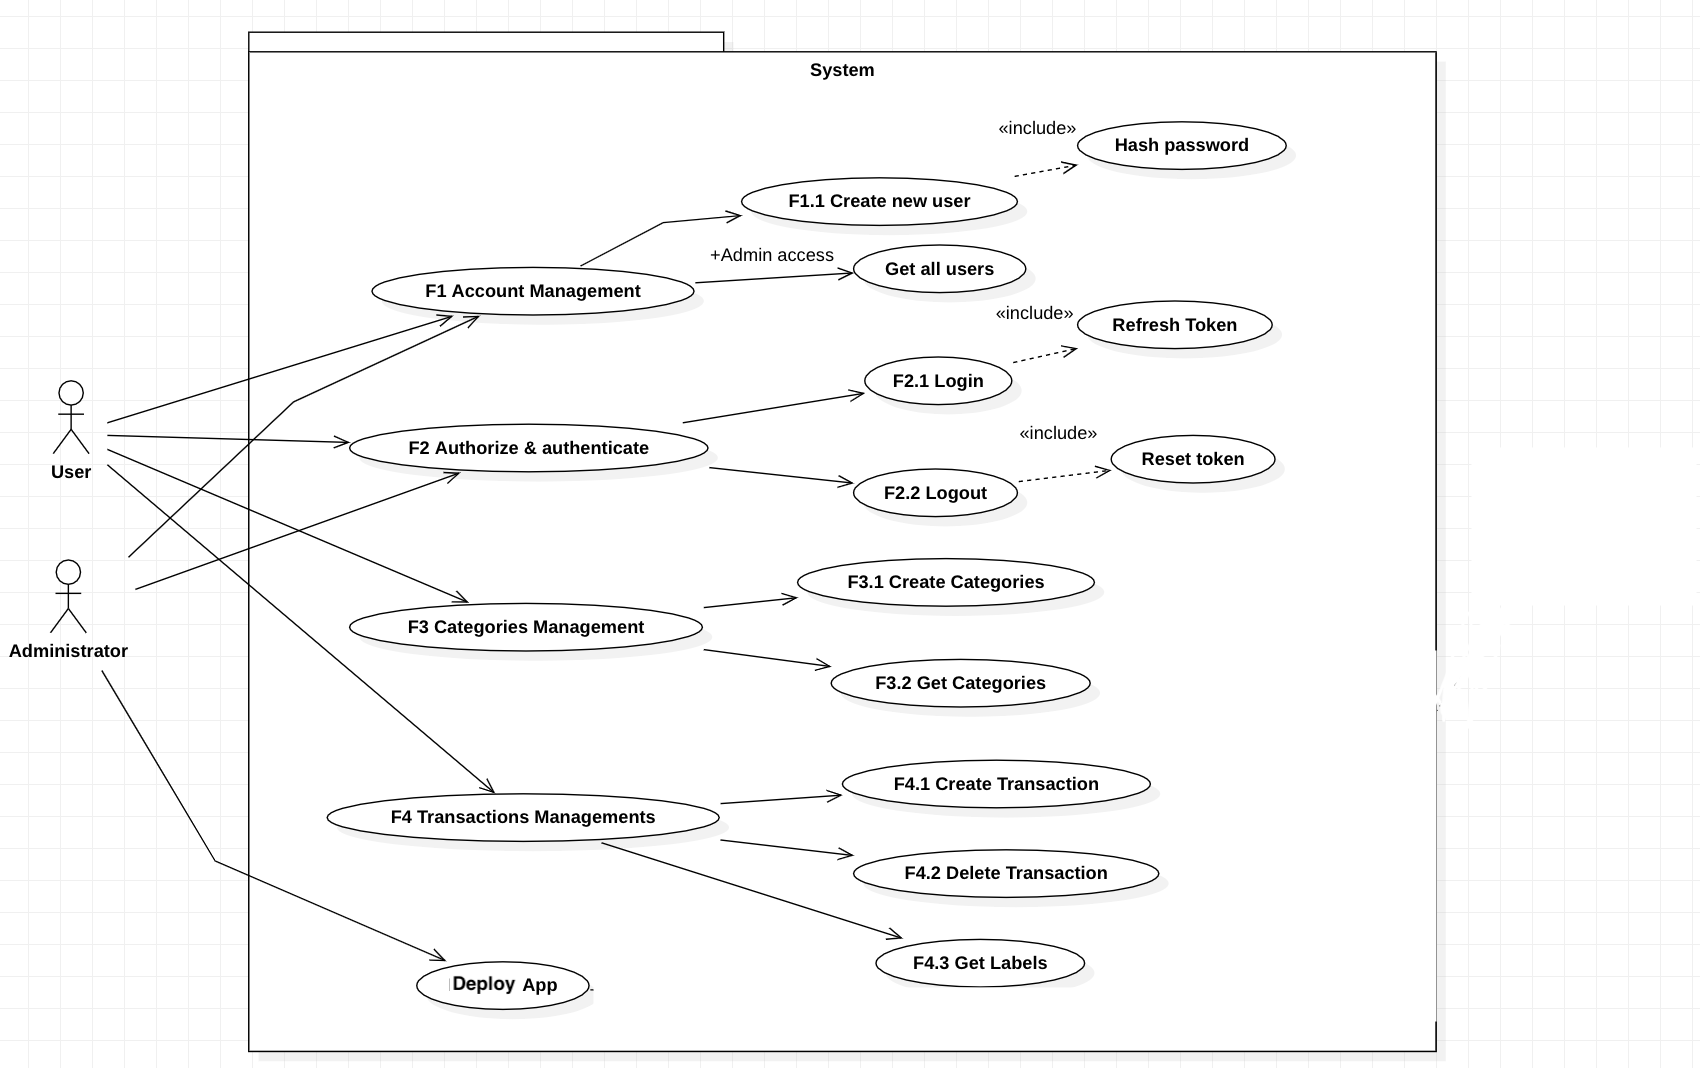 System
«include»
Hash password
F1.1 Create new user
+Admin access
Get all users
F1 Account Management
«include»
Refresh Token
F2.1 Login
User
F2 Authorize & authenticate
«include»
Reset token
F2.2 Logout
Administrator
F3.1 Create Categories
F3 Categories Management
F3.2 Get Categories
F4.1 Create Transaction
F4 Transactions Managements
F4.2 Delete Transaction
F4.3 Get Labels
Deploy App